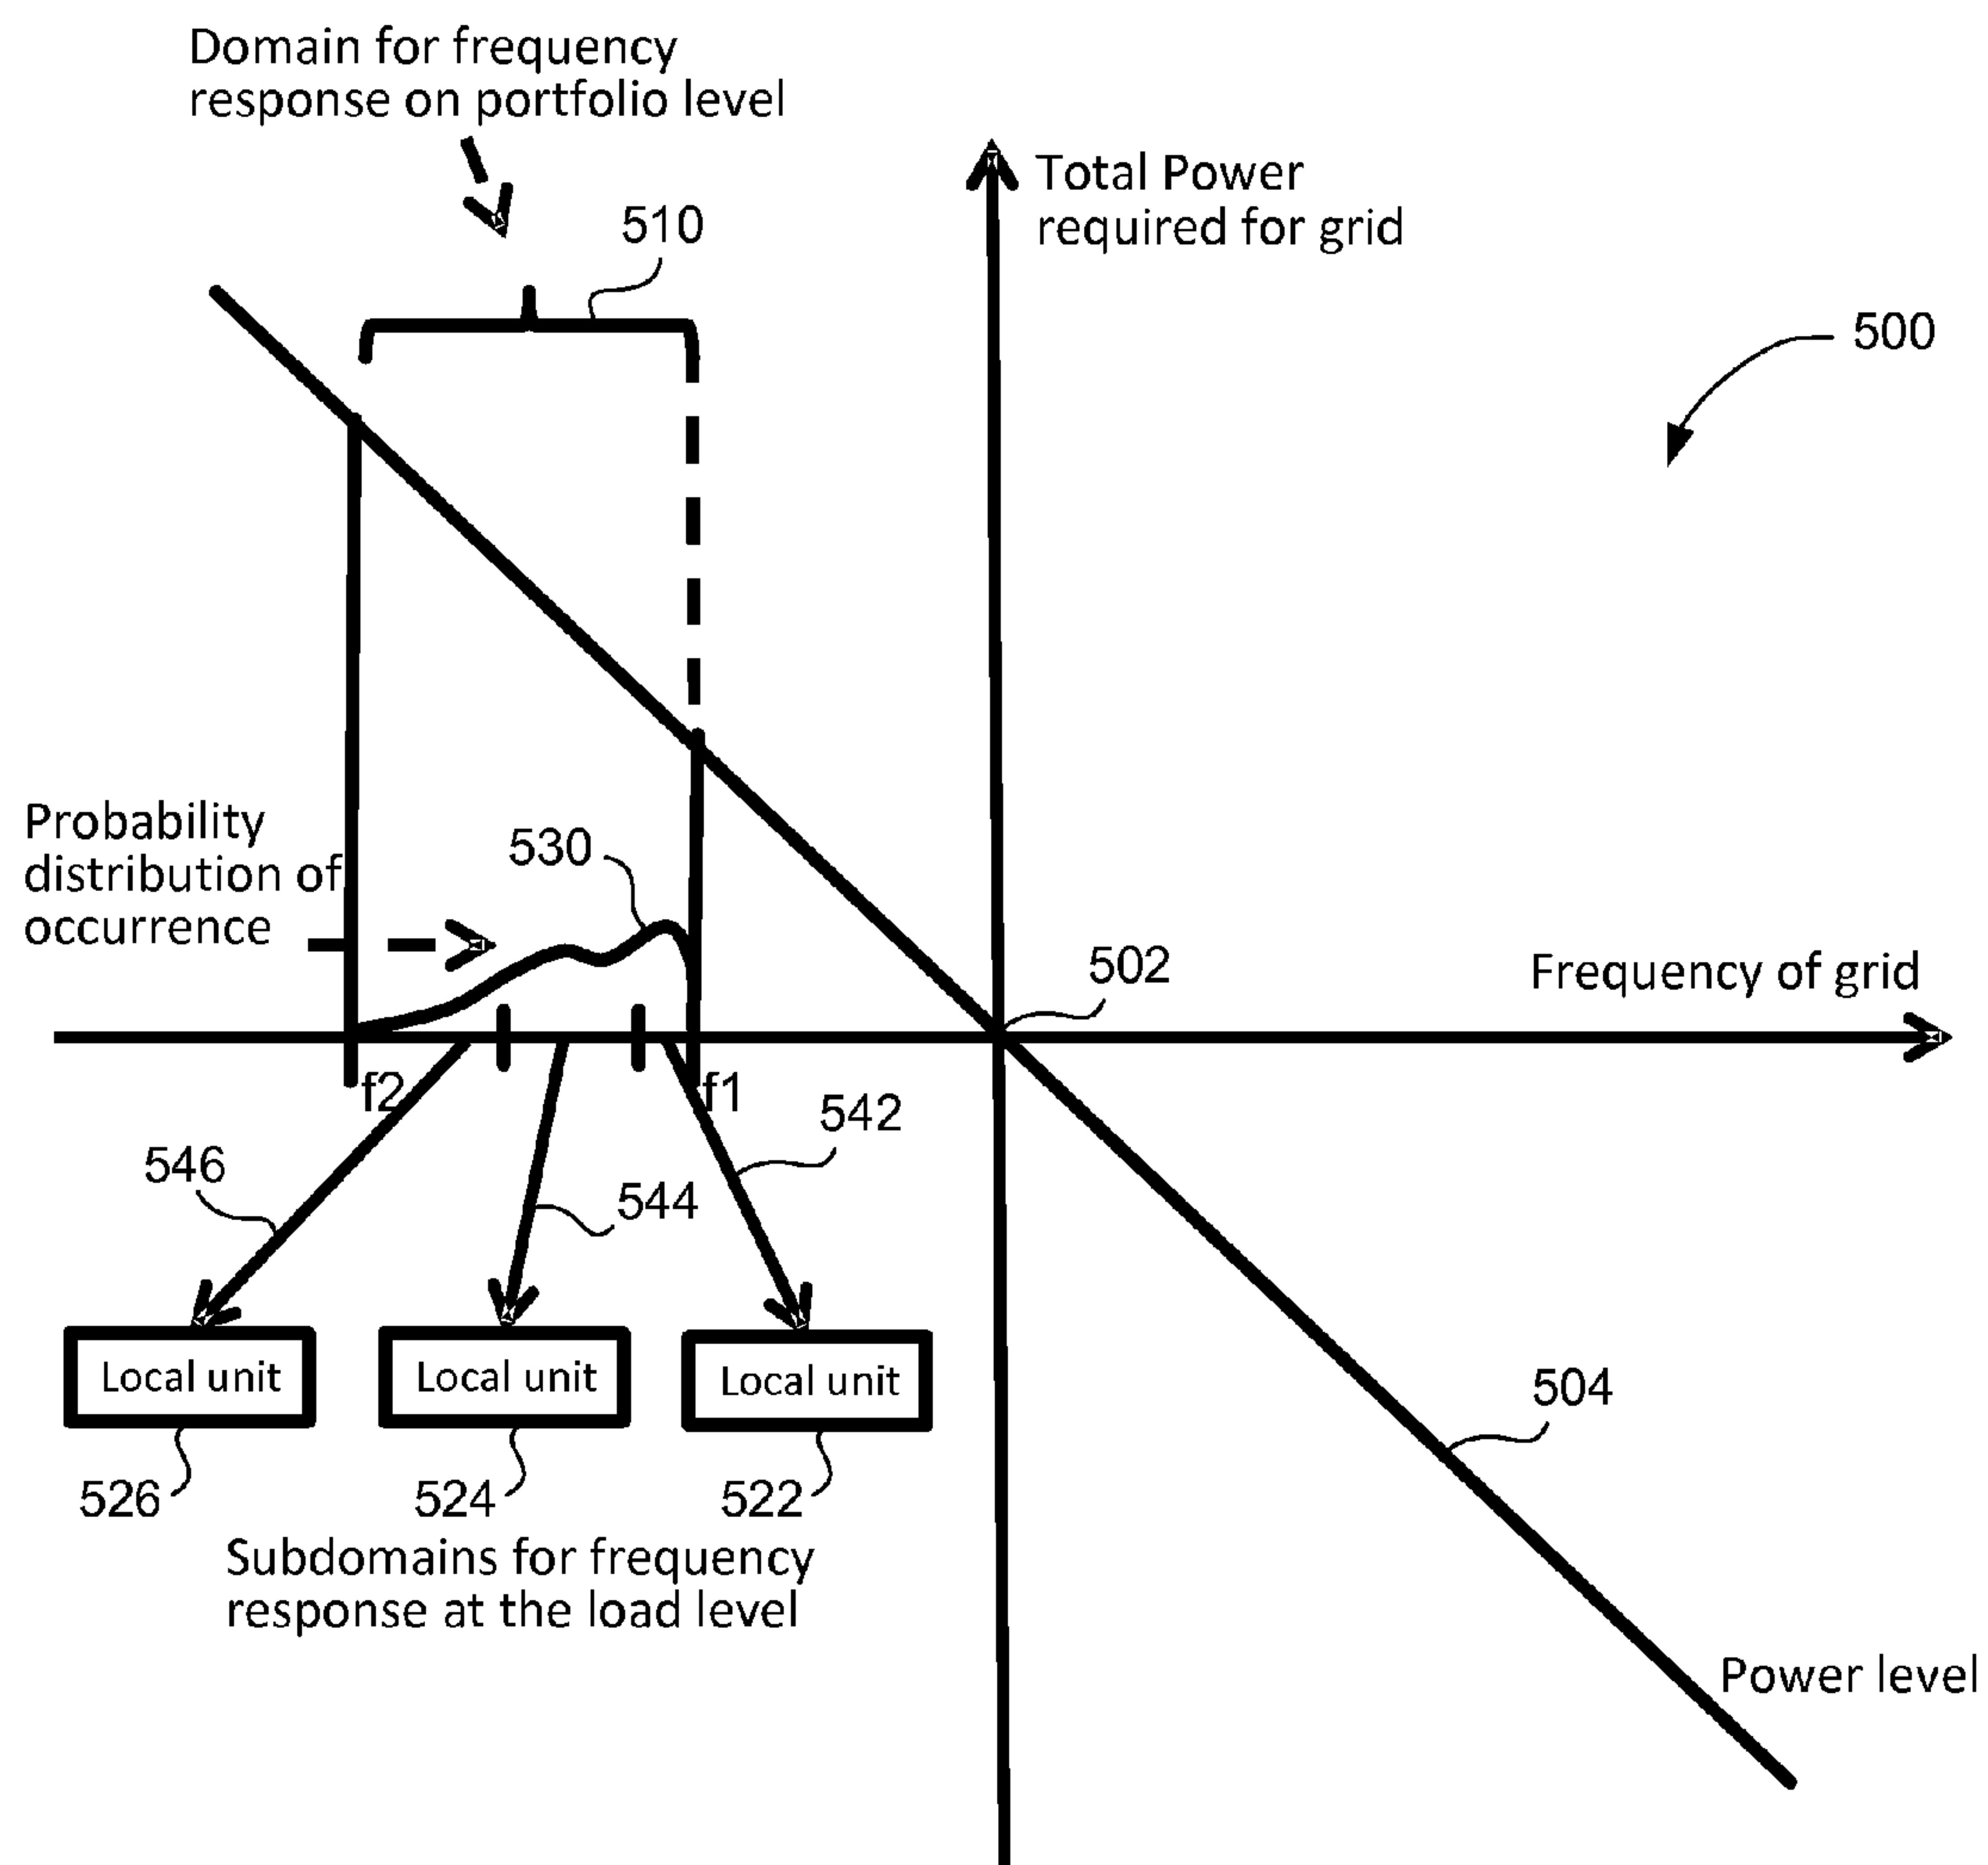 Domain for frequency
response on portfolio level
510
Total Power
required for grid
500
Probability
distribution of
occurrence
530
502
Frequency of grid
f2
f1
542
546
544
Local unit
Local unit
Local unit
504
526
524
522
Subdomains for frequency
response at the load level
Power level